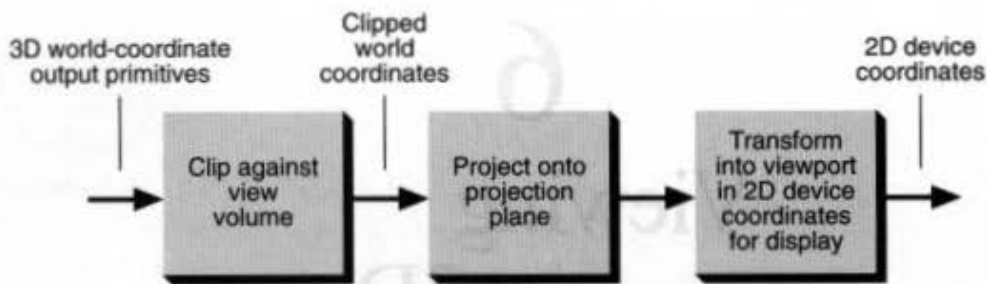 3D world-coordinate
output primitives
Clipped
world
coordinates
2D device
coordinates
Clip against
view
volume
Project onto
projection
plane
Transform
into viewport
in 2D device
coordinates
for display